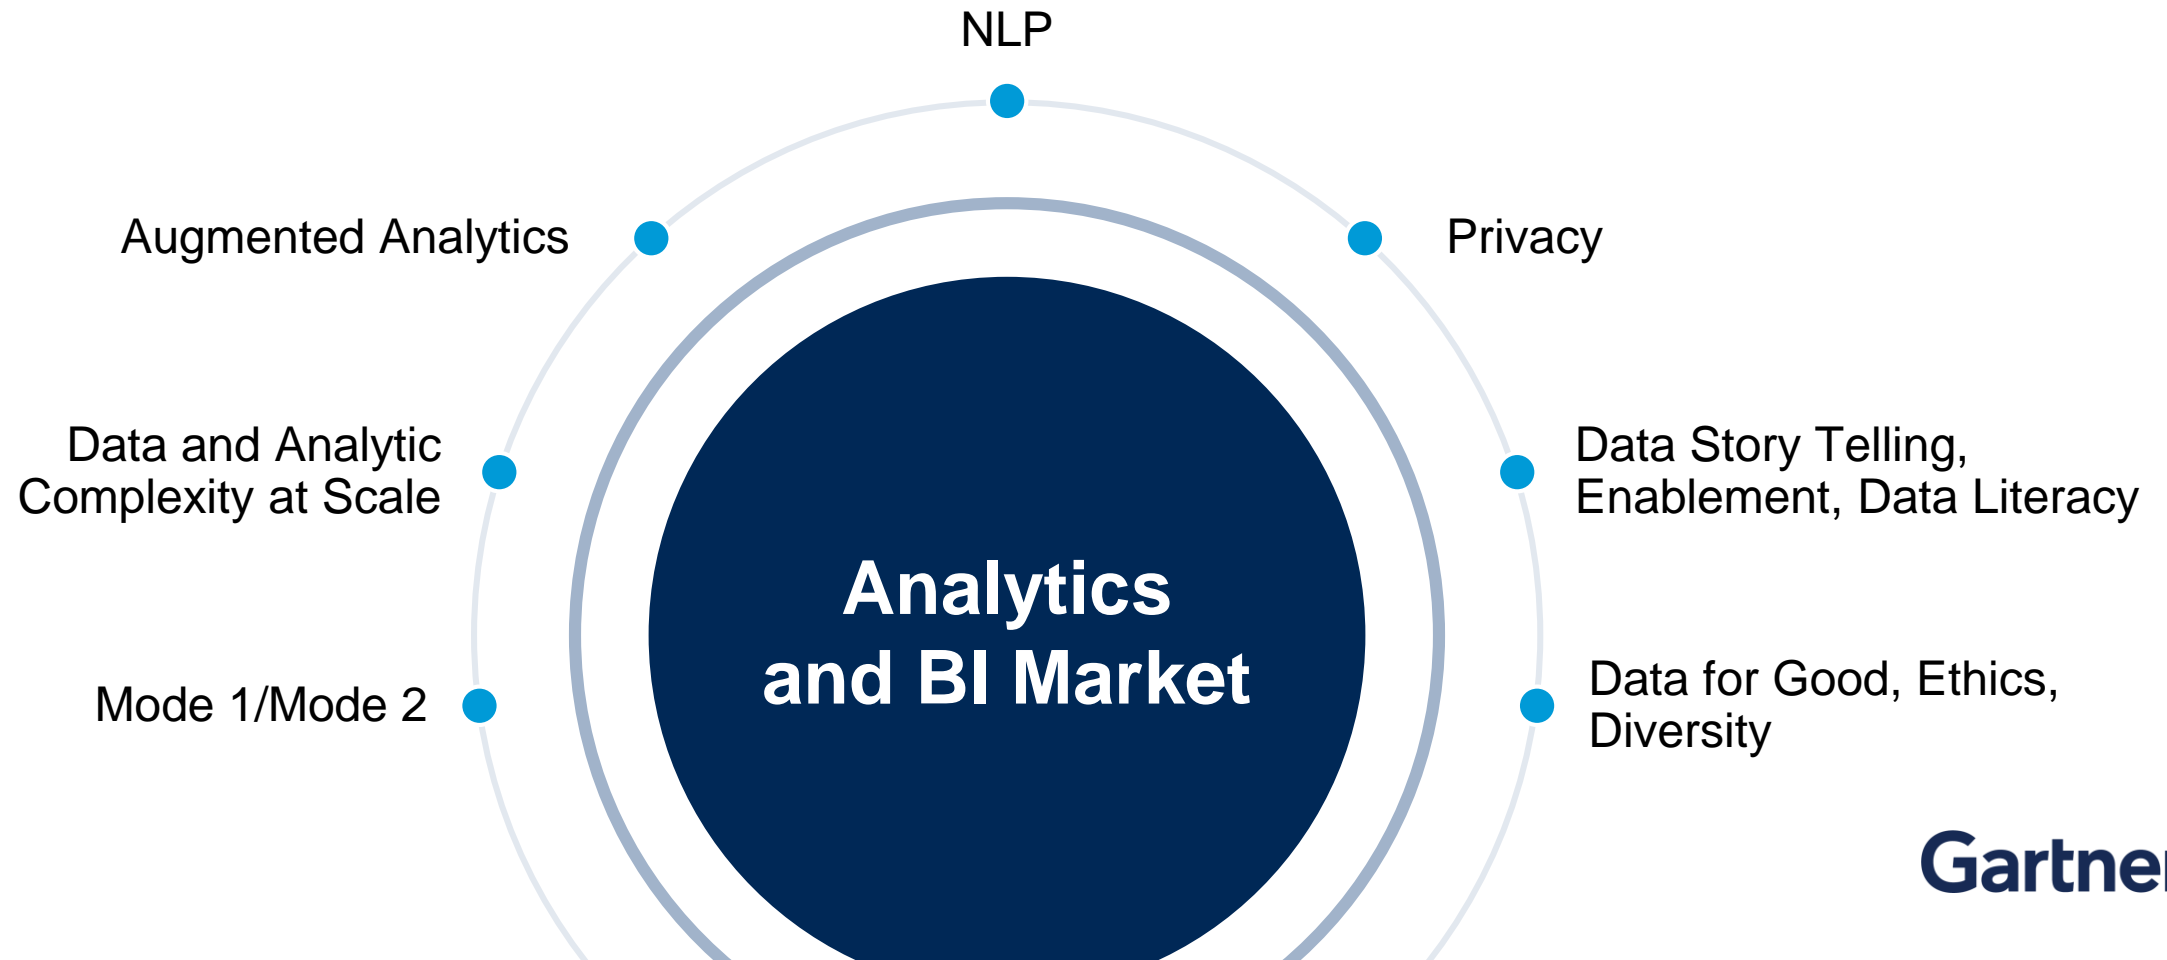 NLP
Augmented Analytics
Privacy
Data and Analytic
Complexity at Scale
Data Story Telling,
Enablement, Data Literacy
Analytics
and BI Market
Mode 1/Mode 2
Data for Good, Ethics,
Diversity
Gartner